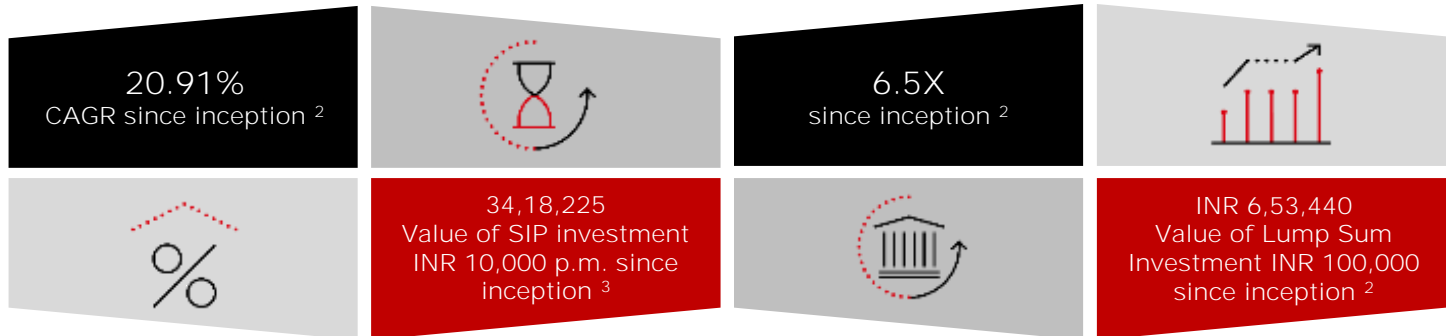 20.91%
CAGR since inception ²
6.5X
since inception ²
34,18,225
Value of SIP investment
INR 10,000 p.m. since
inception ³
INR 6,53,440
Value of Lump Sum
Investment INR 100,000
since inception ²